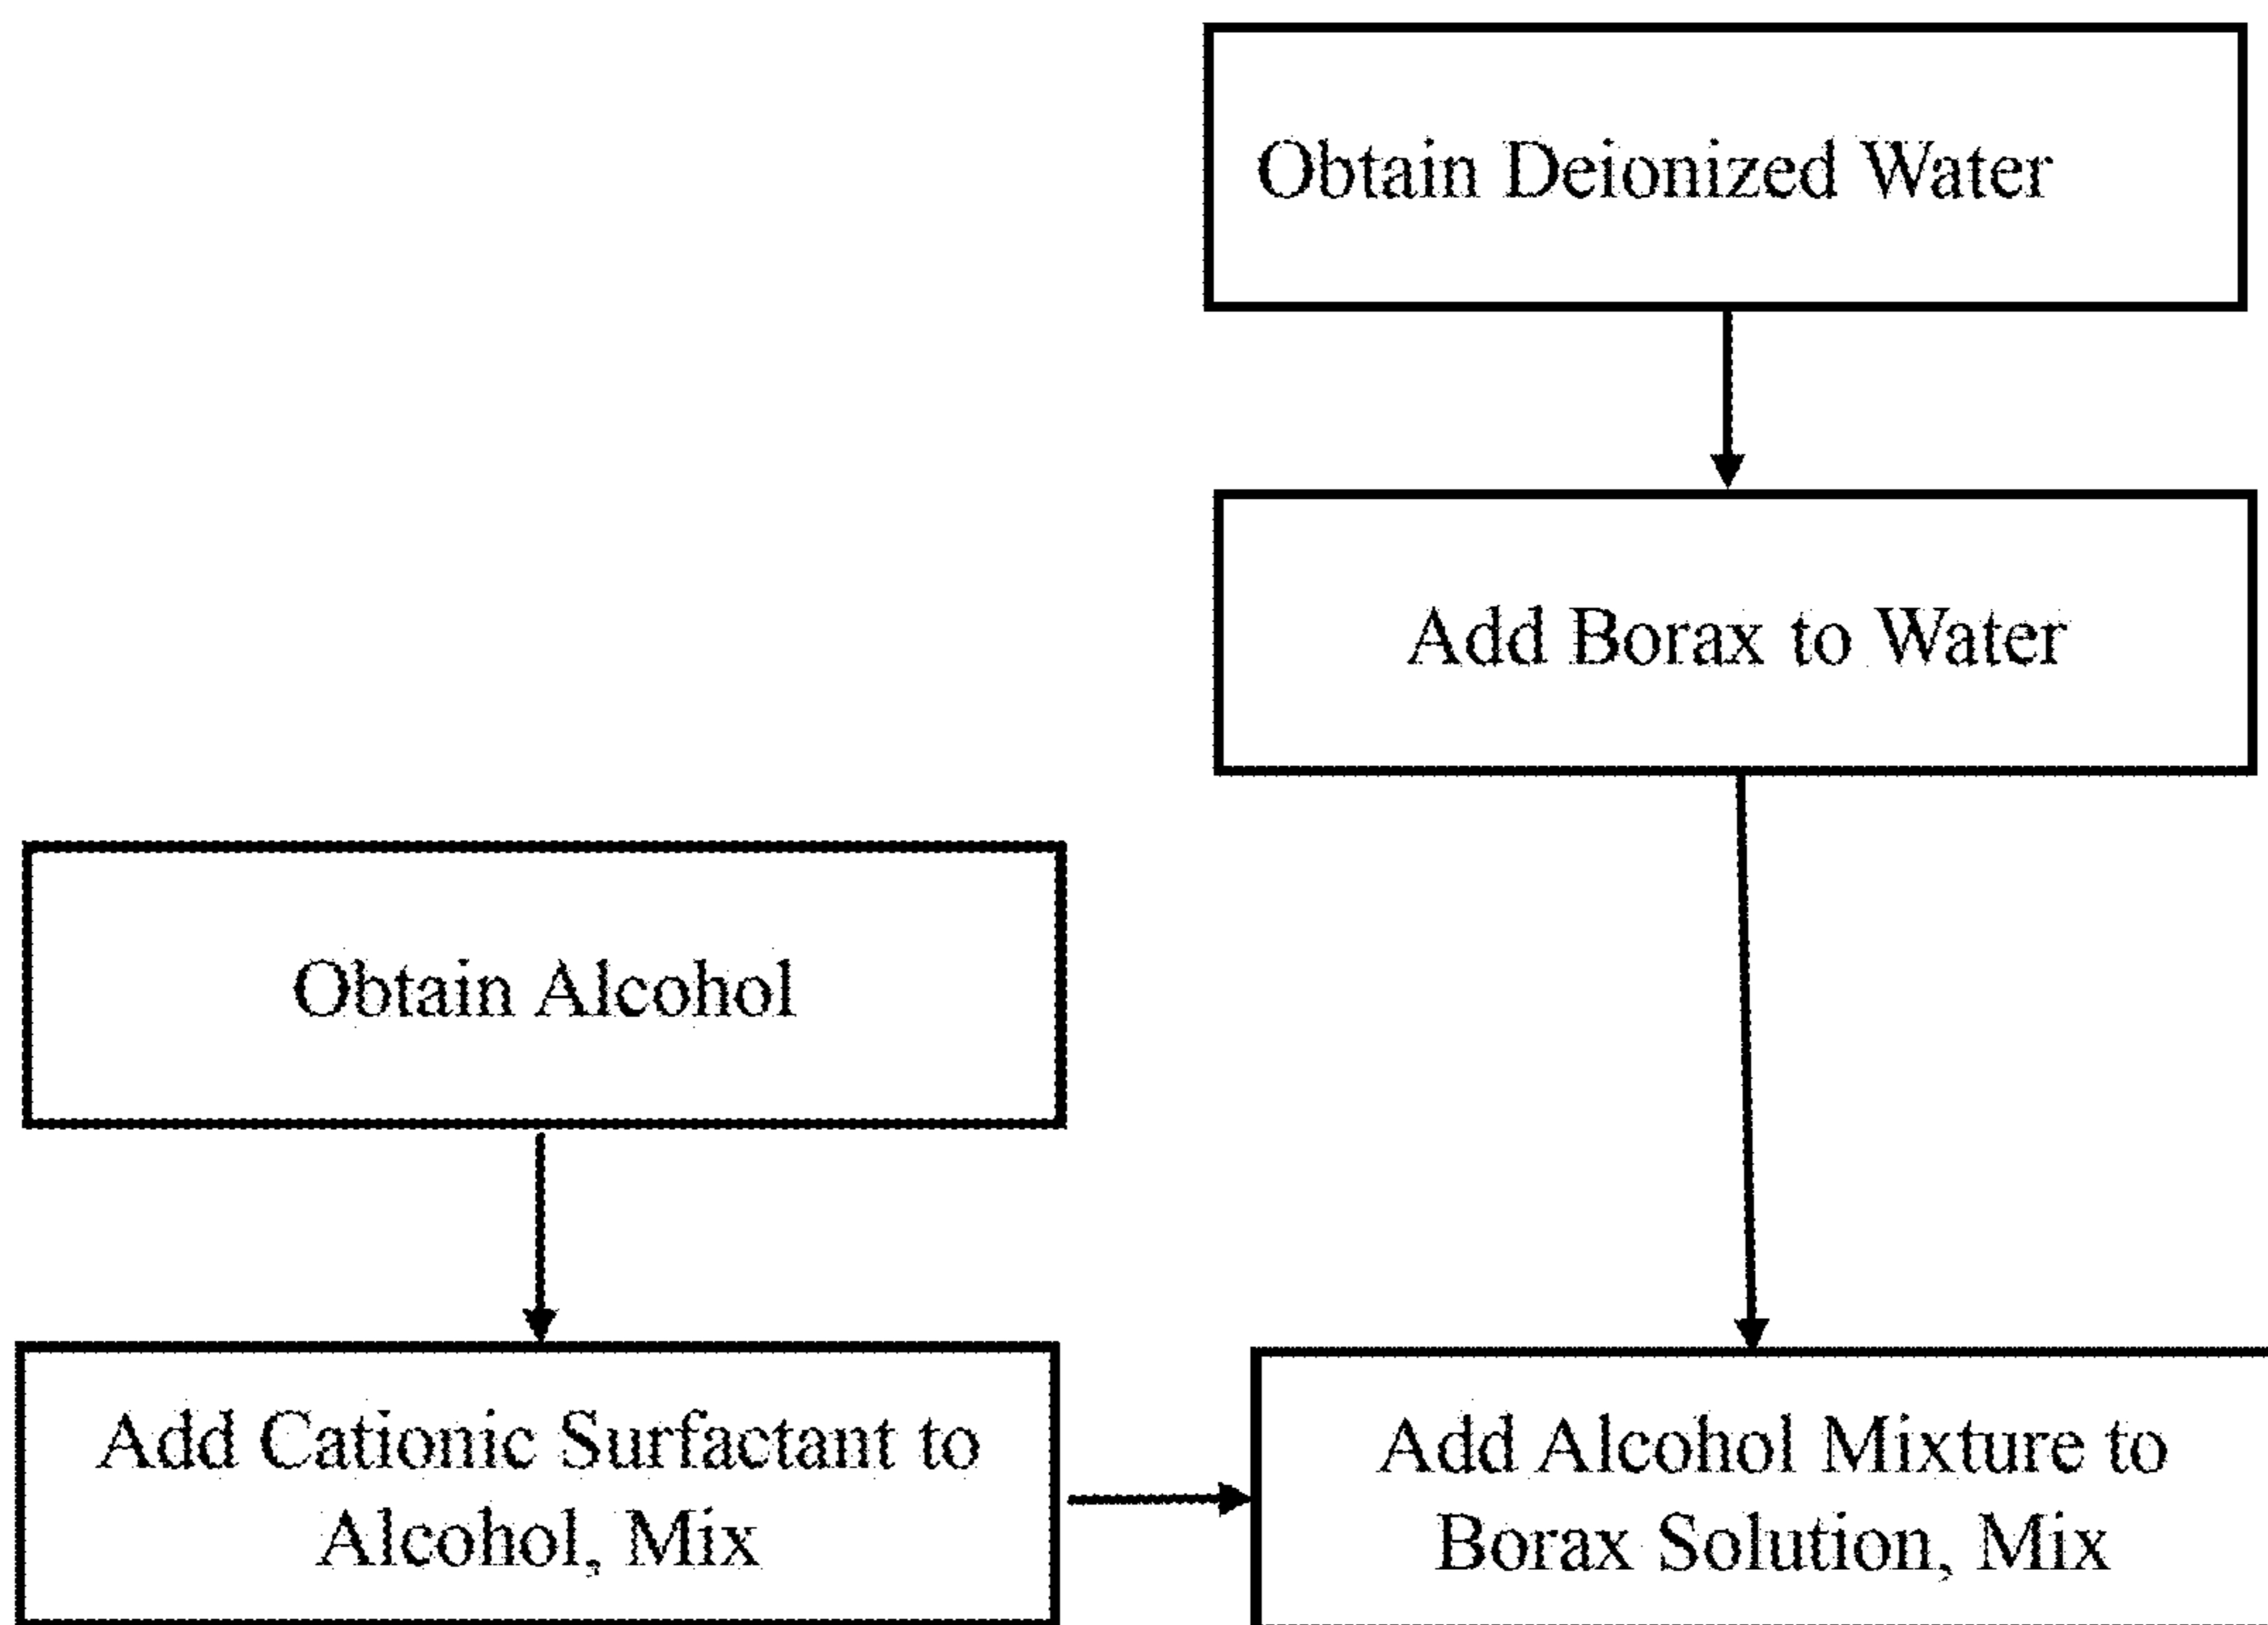 Obtain Deionized Water
Add Borax to Water
Obtain Alcohol
Add Cationic Surfactant to
Alcohol, Mix
Add Alcohol Mixture to
Borax Solution, Mix